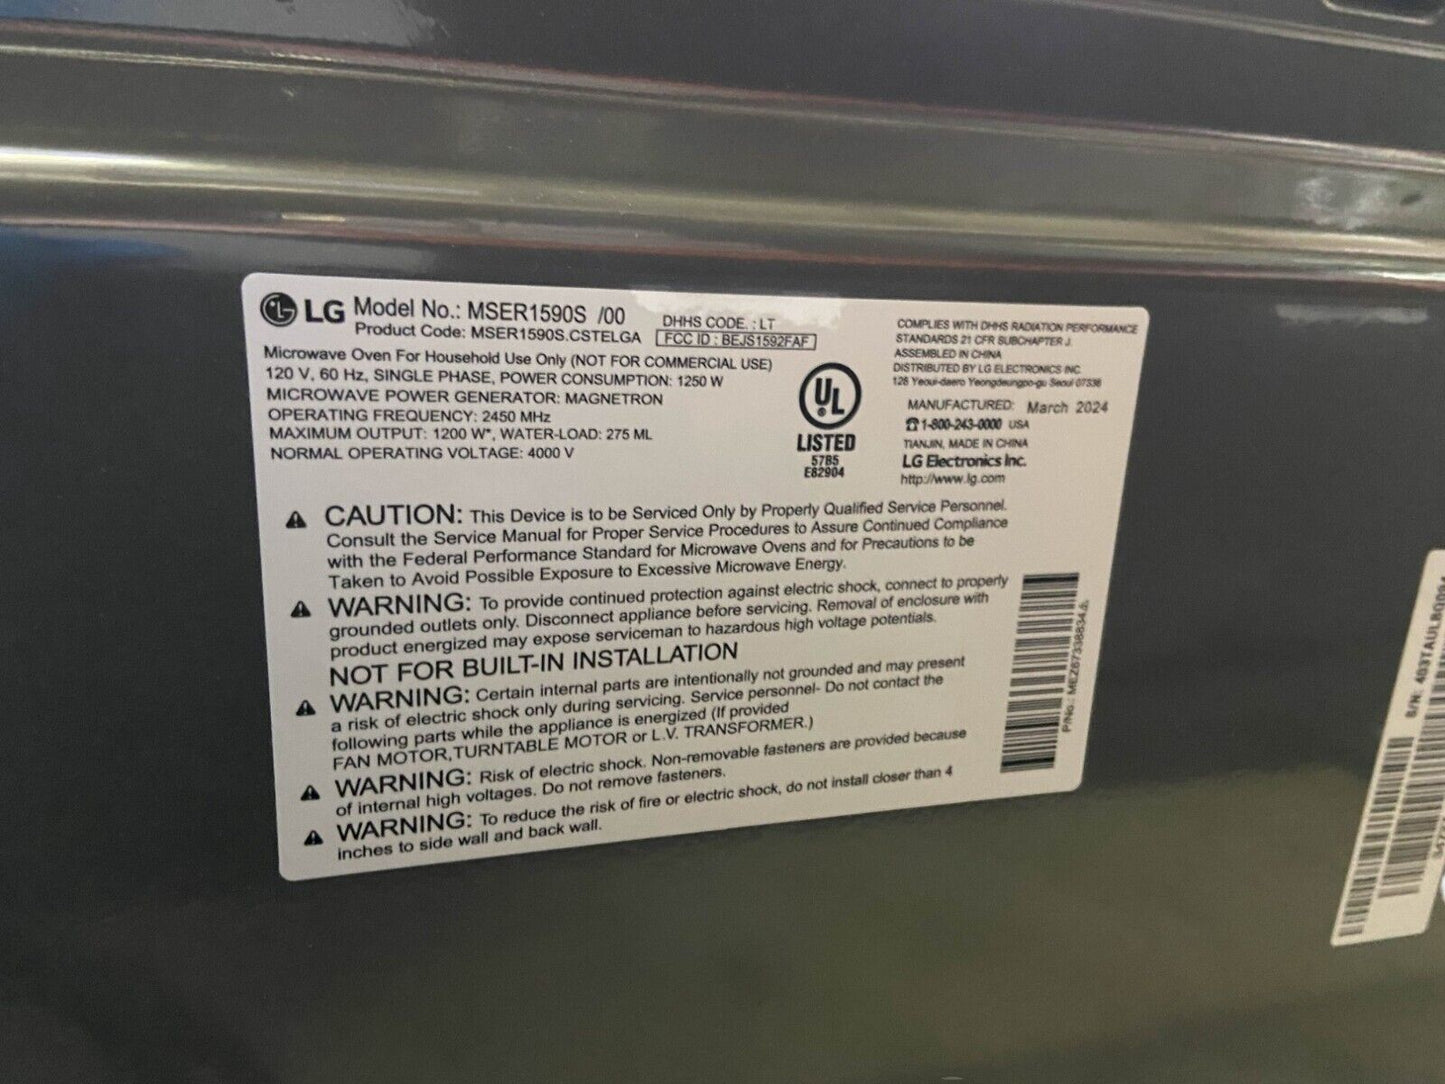 LG Model No.: MSER1590S /00
Product Code: MSER1590S.CSTELGA
DHHS CODE. : LT
FCC ID : BEJS1592FAF
Microwave Oven For Household Use Only (NOT FOR COMMERCIAL USE)
120 V, 60 Hz, SINGLE PHASE, POWER CONSUMPTION: 1250 W
MICROWAVE POWER GENERATOR: MAGNETRON
OPERATING FREQUENCY: 2450 MHz
MAXIMUM OUTPUT: 1200 W*, WATER-LOAD: 275 ML
NORMAL OPERATING VOLTAGE: 4000 V
UL
LISTED
57B5
E82904
COMPLIES WITH DHHS RADIATION PERFORMANCE
STANDARDS 21 CFR SUBCHAPTER J.
ASSEMBLED IN CHINA
DISTRIBUTED BY LG ELECTRONICS INC.
128 Yeoui-daero Yeongdeungpo-gu Seoul 07336
MANUFACTURED: March 2024
☎1-800-243-0000 USA
TIANJIN, MADE IN CHINA
LG Electronics Inc.
http://www.lg.com
⚠ CAUTION: This Device is to be Serviced Only by Properly Qualified Service Personnel.
Consult the Service Manual for Proper Service Procedures to Assure Continued Compliance
with the Federal Performance Standard for Microwave Ovens and for Precautions to be
Taken to Avoid Possible Exposure to Excessive Microwave Energy.
⚠ WARNING: To provide continued protection against electric shock, connect to properly
grounded outlets only. Disconnect appliance before servicing. Removal of enclosure with
product energized may expose serviceman to hazardous high voltage potentials.
NOT FOR BUILT-IN INSTALLATION
⚠ WARNING: Certain internal parts are intentionally not grounded and may present
a risk of electric shock only during servicing. Service personnel- Do not contact the
following parts while the appliance is energized (If provided
FAN MOTOR,TURNTABLE MOTOR or L.V. TRANSFORMER.)
⚠ WARNING: Risk of electric shock. Non-removable fasteners are provided because
of internal high voltages. Do not remove fasteners.
⚠ WARNING: To reduce the risk of fire or electric shock, do not install closer than 4
inches to side wall and back wall.
P/No.: MEZ67338834
S/N: